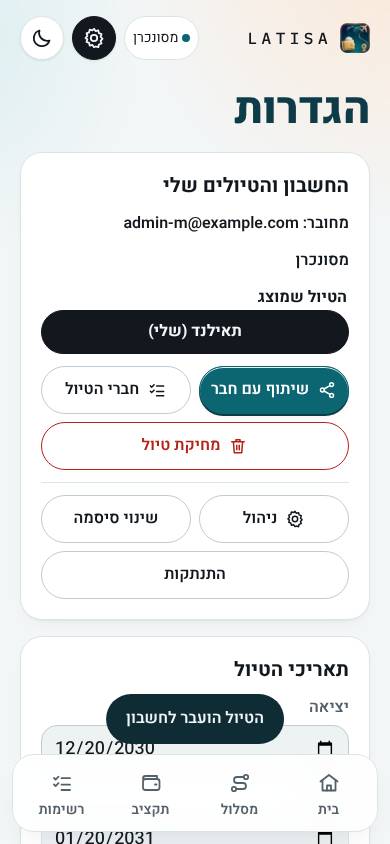 LATISA
מסונכרן
הגדרות
החשבון והטיולים שלי
מחובר: admin-m@example.com
מסונכרן
הטיול שמוצג
תאילנד (שלי)
שיתוף עם חבר
חברי הטיול
מחיקת טיול
ניהול
שינוי סיסמה
התנתקות
תאריכי הטיול
יציאה
הטיול הועבר לחשבון
12/20/2030
01/20/2031
בית
מסלול
תקציב
רשימות